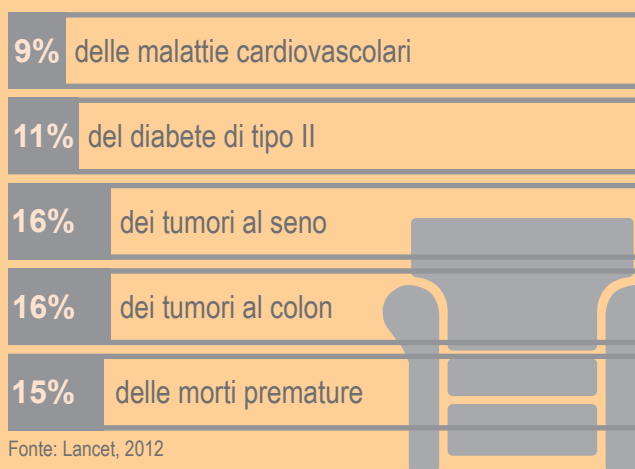 9% delle malattie cardiovascolari
11% del diabete di tipo II
16% dei tumori al seno
16% dei tumori al colon
15% delle morti premature
Fonte: Lancet, 2012